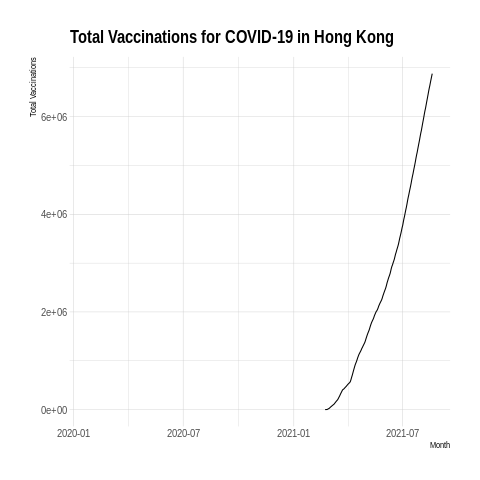 Total Vaccinations for COVID-19 in Hong Kong
Total Vaccinations
6e+06
4e+06
2e+06
0e+00
2020-01 2020-07 2021-01 2021-07
Month